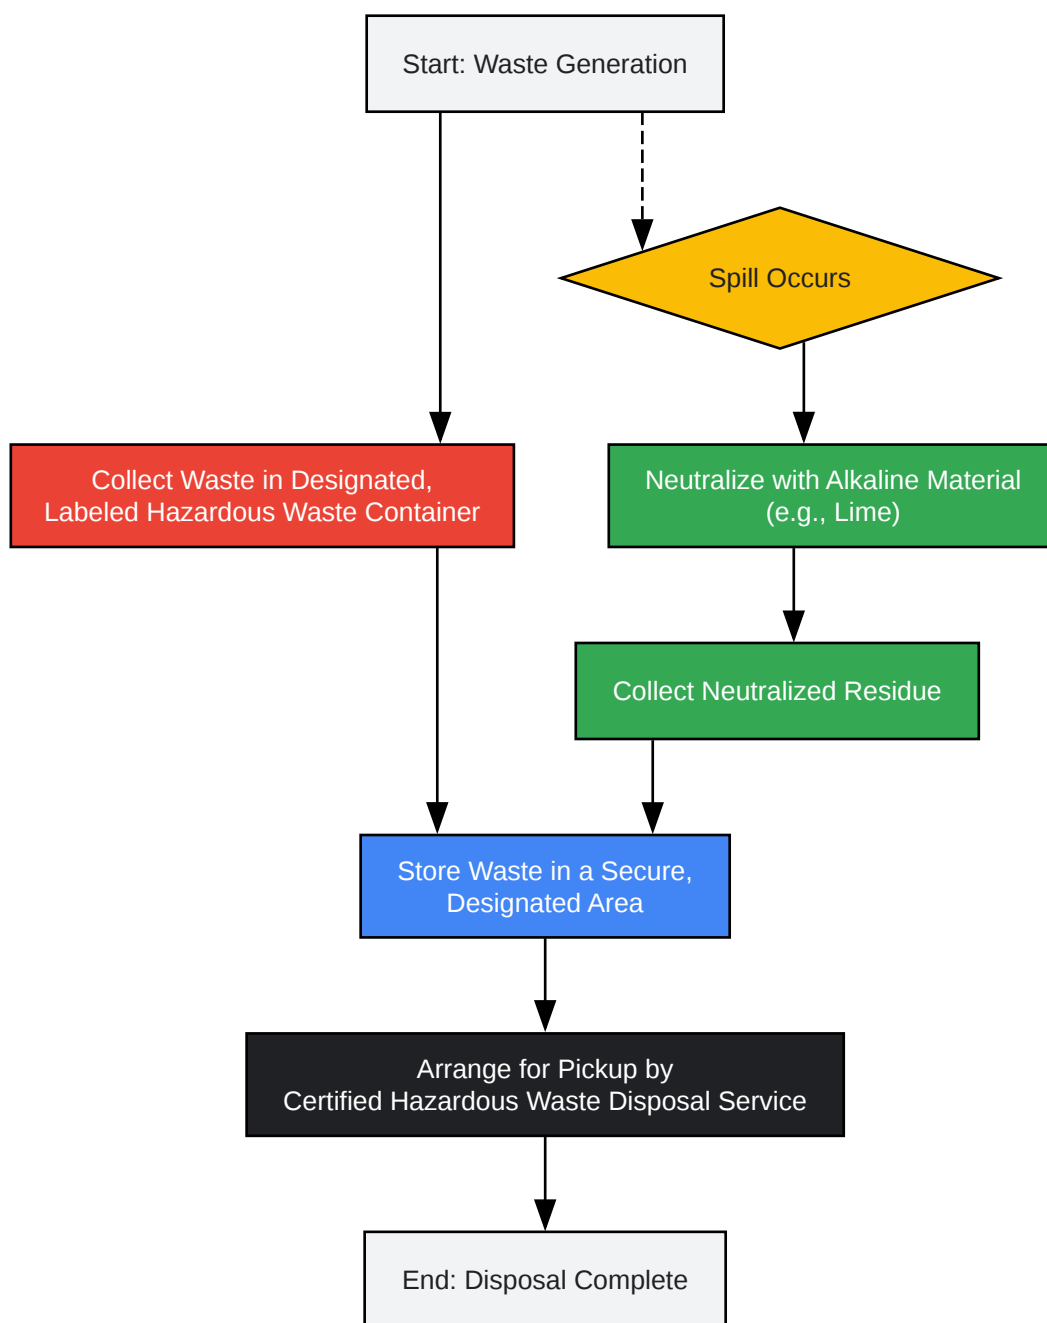 Start: Waste Generation
Spill Occurs
Collect Waste in Designated,
Labeled Hazardous Waste Container
Neutralize with Alkaline Material
(e.g., Lime)
Collect Neutralized Residue
Store Waste in a Secure,
Designated Area
Arrange for Pickup by
Certified Hazardous Waste Disposal Service
End: Disposal Complete